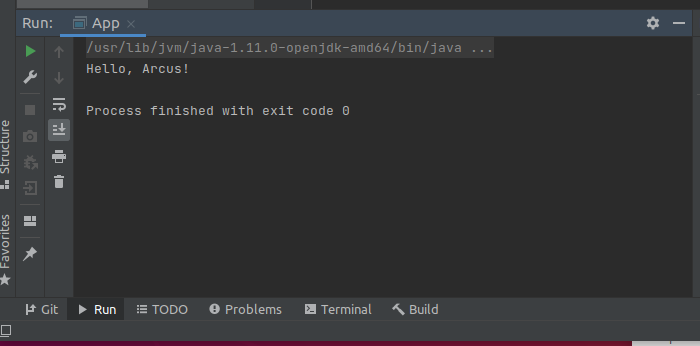 Run: App
/usr/lib/jvm/java-1.11.0-openjdk-amd64/bin/java ...
Hello, Arcus!
Process finished with exit code 0
Structure
Favorites
Git Run TODO Problems Terminal Build